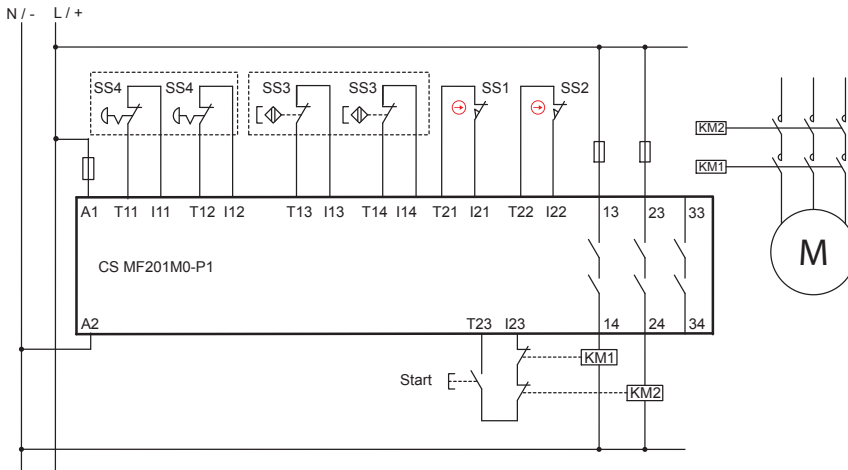 N / - L / +
SS4 SS4 SS3 SS3 SS1 SS2
KM2
KM1
A1 T11 I11 T12 I12 T13 I13 T14 I14 T21 I21 T22 I22 13 23 33
M
CS MF201M0-P1
A2 T23 I23 14 24 34
KM1
Start
KM2